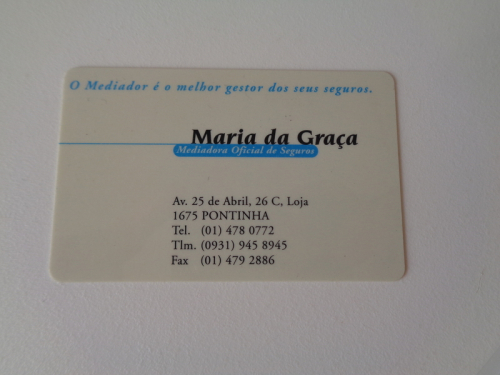 O Mediador é o melhor gestor dos seus seguros.
Maria da Graça
Mediadora Oficial de Seguros
Av. 25 de Abril, 26 C, Loja
1675 PONTINHA
Tel. (01) 478 0772
Tlm. (0931) 945 8945
Fax (01) 479 2886